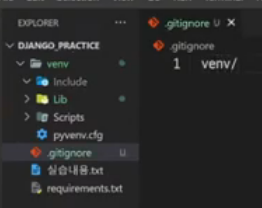 EXPLORER ...
DJANGO_PRACTICE
venv
Include
Lib
Scripts
pyvenv.cfg
.gitignore U
실습내용.txt
requirements.txt
.gitignore U
.gitignore
1 venv/